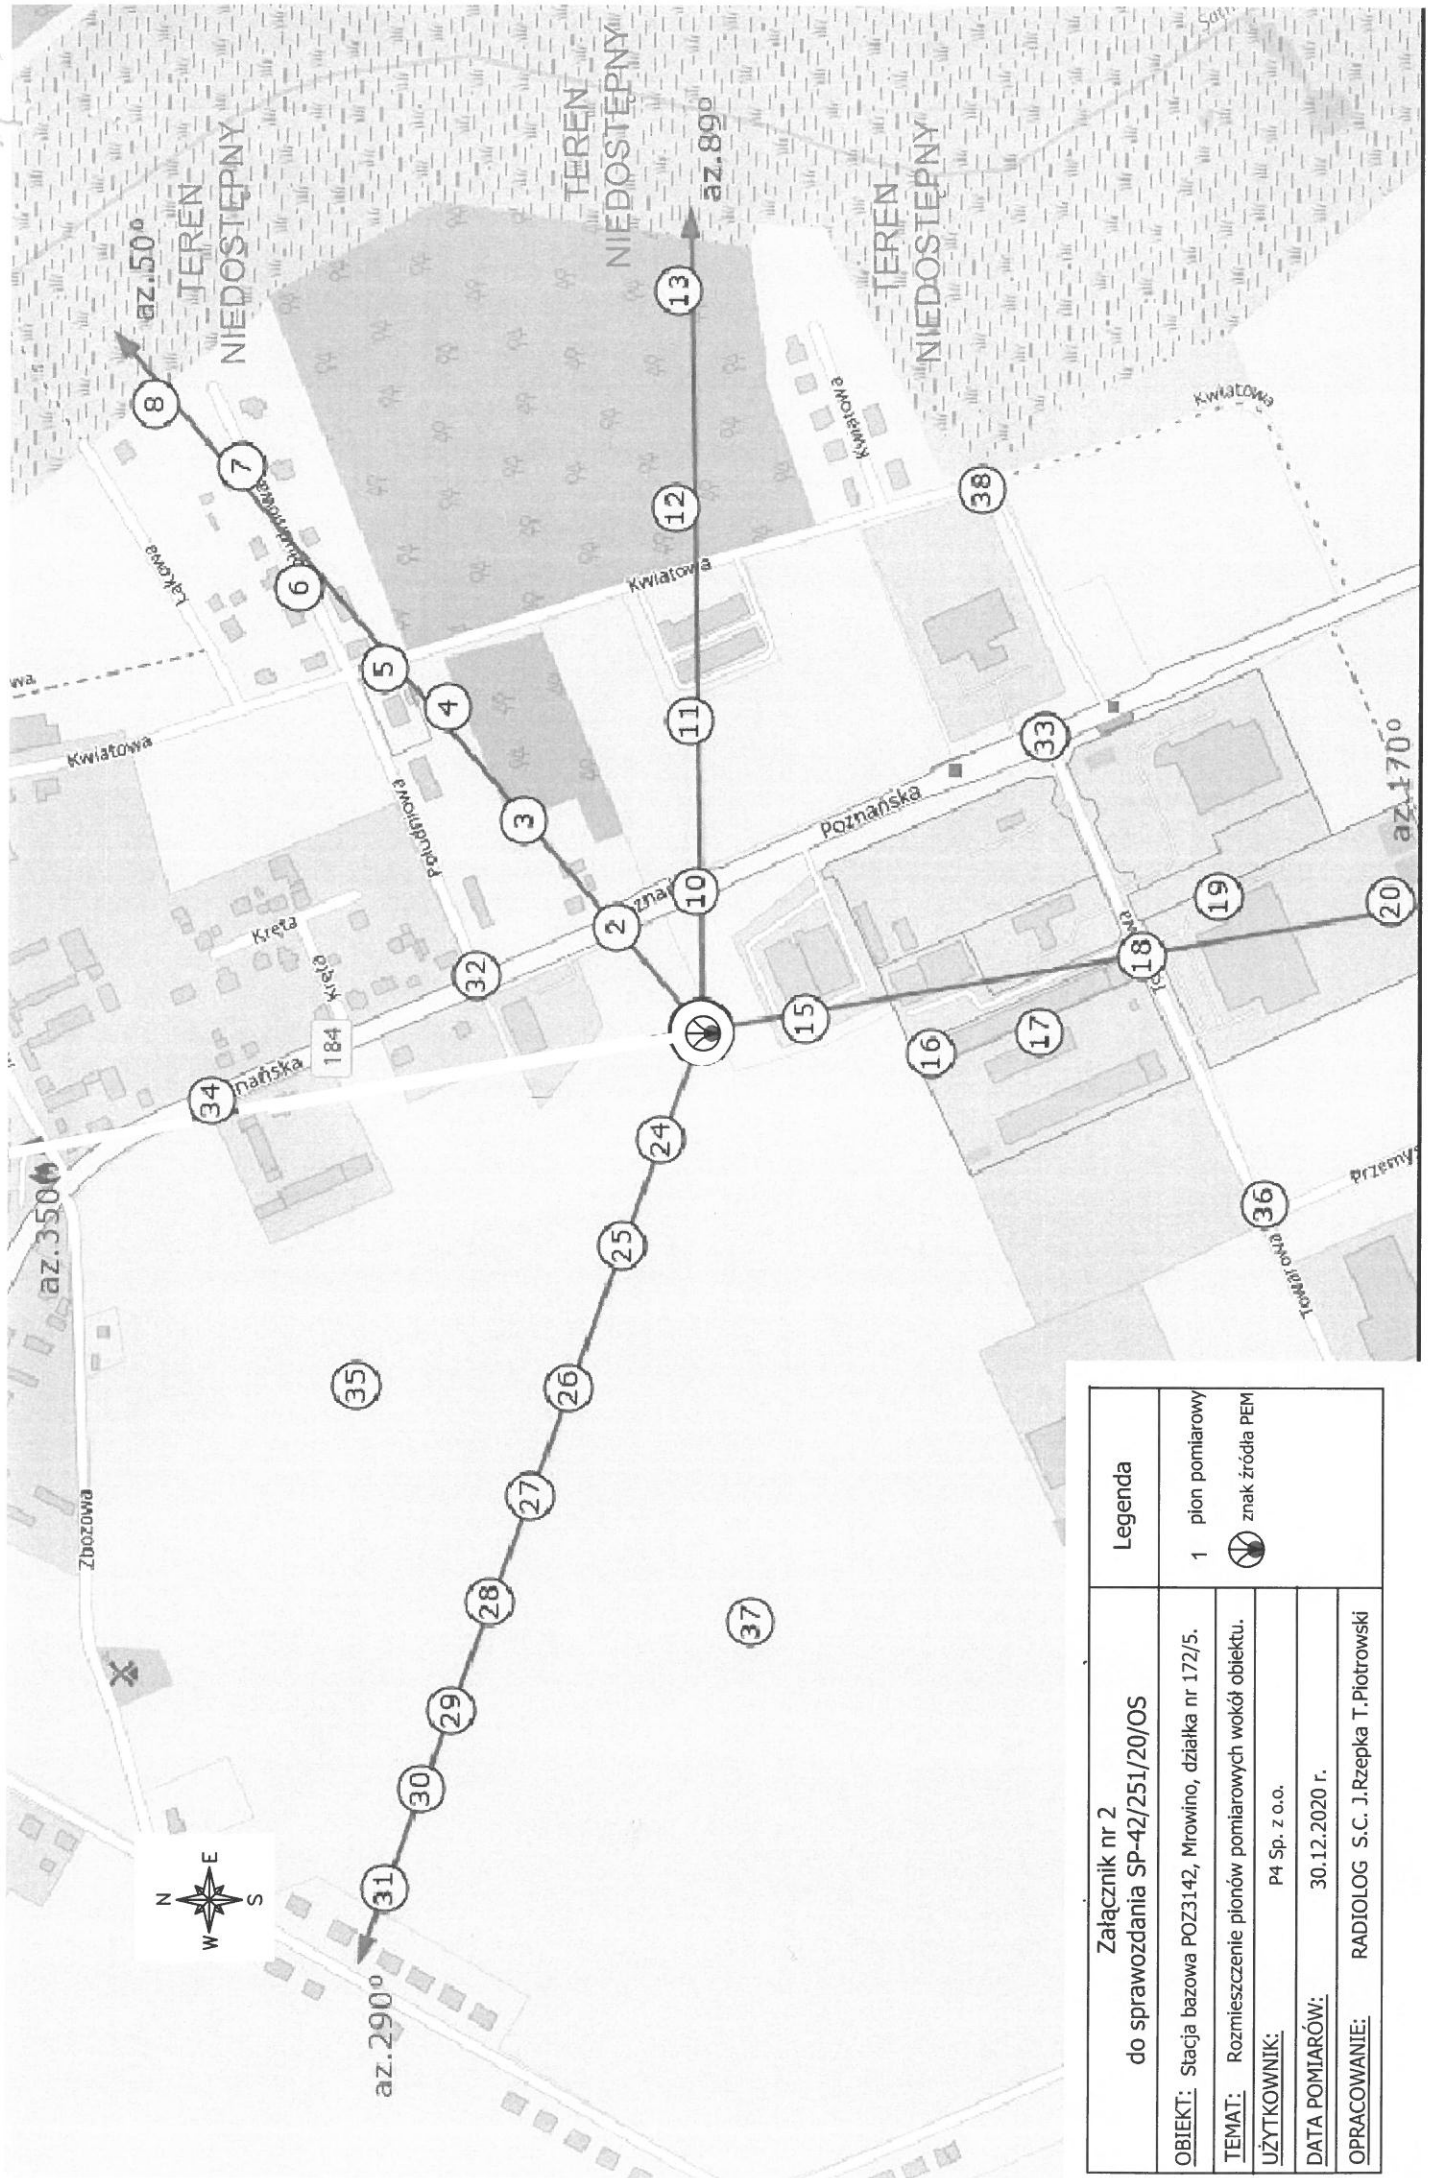 az.350°
az.50°
TEREN
NIEDOSTĘPNY
TEREN
NIEDOSTĘPNY
az.89°
TEREN
NIEDOSTĘPNY
az.170°
az.290°
N
W E
S
Zbożowa
Kwiatowa
Łąkowa
Południowa
Kręta
Kręta
184
Południowa
Kwiatowa
Kwiatowa
Kwiatowa
Poznańska
Towarowa
34
32
35
2
3
4
5
6
7
8
10
11
12
13
15
16
17
18
19
20
24
25
26
27
28
29
30
31
33
36
37
38
Załącznik nr 2
do sprawozdania SP-42/251/20/OS
OBIEKT: Stacja bazowa POZ3142, Mrowino, działka nr 172/5.
TEMAT: Rozmieszczenie pionów pomiarowych wokół obiektu.
UŻYTKOWNIK: P4 Sp. z o.o.
DATA POMIARÓW: 30.12.2020 r.
OPRACOWANIE: RADIOLOG S.C. J.Rzepka T.Piotrowski
Legenda
1 pion pomiarowy
znak źródła PEM